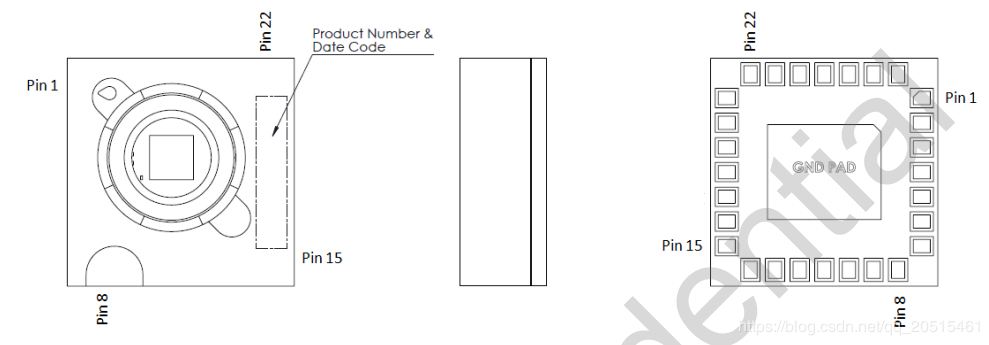 Pin 22
Product Number &
Date Code
Pin 1
Pin 15
Pin 8
Pin 22
Pin 1
GND PAD
Pin 15
Pin 8
dential
https://blog.csdn.net/qq_20515461